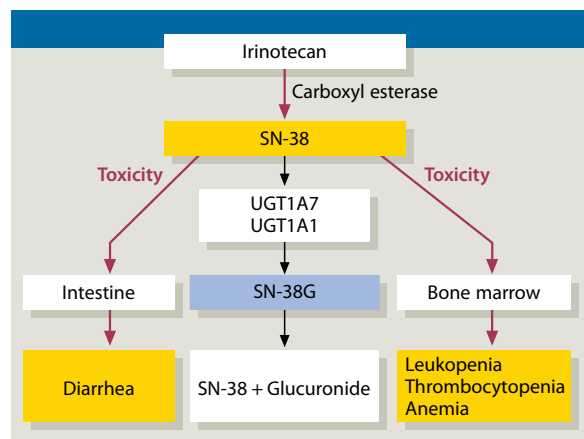 Irinotecan
Carboxyl esterase
SN-38
Toxicity
Toxicity
UGT1A7
UGT1A1
Intestine
SN-38G
Bone marrow
Diarrhea
SN-38 + Glucuronide
Leukopenia
Thrombocytopenia
Anemia